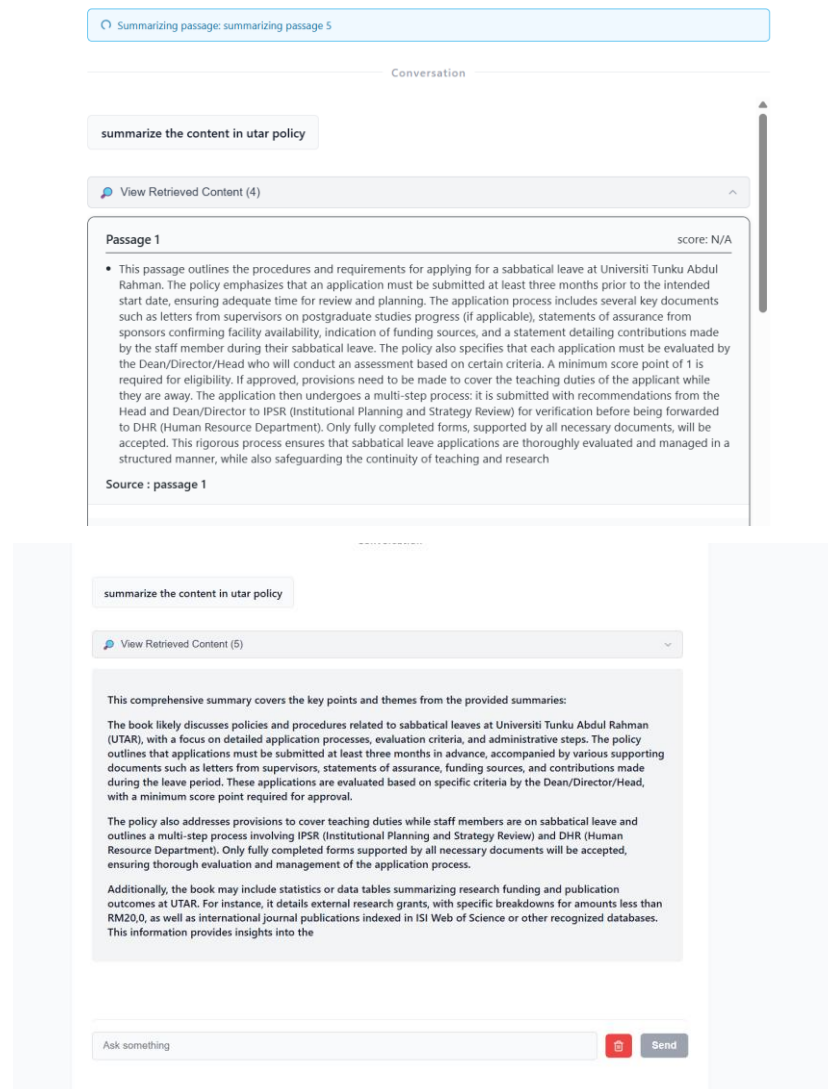 Summarizing passage: summarizing passage 5
Conversation
summarize the content in utar policy
View Retrieved Content (4)
Passage 1 score: N/A
• This passage outlines the procedures and requirements for applying for a sabbatical leave at Universiti Tunku Abdul
Rahman. The policy emphasizes that an application must be submitted at least three months prior to the intended
start date, ensuring adequate time for review and planning. The application process includes several key documents
such as letters from supervisors on postgraduate studies progress (if applicable), statements of assurance from
sponsors confirming facility availability, indication of funding sources, and a statement detailing contributions made
by the staff member during their sabbatical leave. The policy also specifies that each application must be evaluated by
the Dean/Director/Head who will conduct an assessment based on certain criteria. A minimum score point of 1 is
required for eligibility. If approved, provisions need to be made to cover the teaching duties of the applicant while
they are away. The application then undergoes a multi-step process: it is submitted with recommendations from the
Head and Dean/Director to IPSR (Institutional Planning and Strategy Review) for verification before being forwarded
to DHR (Human Resource Department). Only fully completed forms, supported by all necessary documents, will be
accepted. This rigorous process ensures that sabbatical leave applications are thoroughly evaluated and managed in a
structured manner, while also safeguarding the continuity of teaching and research
Source : passage 1
summarize the content in utar policy
View Retrieved Content (5)
This comprehensive summary covers the key points and themes from the provided summaries:
The book likely discusses policies and procedures related to sabbatical leaves at Universiti Tunku Abdul Rahman
(UTAR), with a focus on detailed application processes, evaluation criteria, and administrative steps. The policy
outlines that applications must be submitted at least three months in advance, accompanied by various supporting
documents such as letters from supervisors, statements of assurance, funding sources, and contributions made
during the leave period. These applications are evaluated based on specific criteria by the Dean/Director/Head,
with a minimum score point required for approval.
The policy also addresses provisions to cover teaching duties while staff members are on sabbatical leave and
outlines a multi-step process involving IPSR (Institutional Planning and Strategy Review) and DHR (Human
Resource Department). Only fully completed forms supported by all necessary documents will be accepted,
ensuring thorough evaluation and management of the application process.
Additionally, the book may include statistics or data tables summarizing research funding and publication
outcomes at UTAR. For instance, it details external research grants, with specific breakdowns for amounts less than
RM20,0, as well as international journal publications indexed in ISI Web of Science or other recognized databases.
This information provides insights into the
Ask something
Send